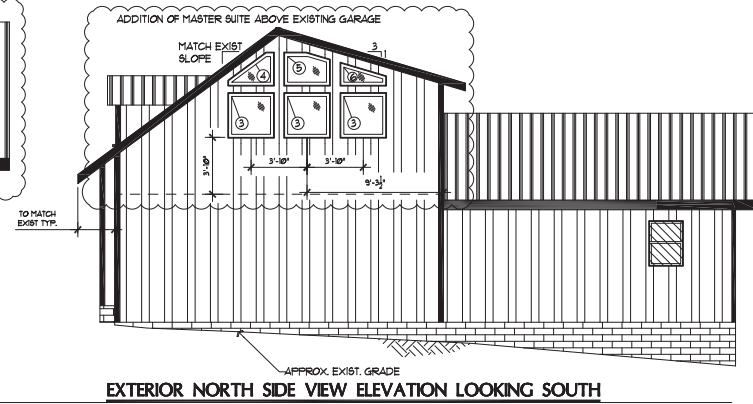 ADDITION OF MASTER SUITE ABOVE EXISTING GARAGE
MATCH EXIST
SLOPE
3
1
4
5
6
3
3
3
3'-10"
3'-10"
3'-10"
9'-3½"
TO MATCH
EXIST TYP.
APPROX. EXIST. GRADE
EXTERIOR NORTH SIDE VIEW ELEVATION LOOKING SOUTH